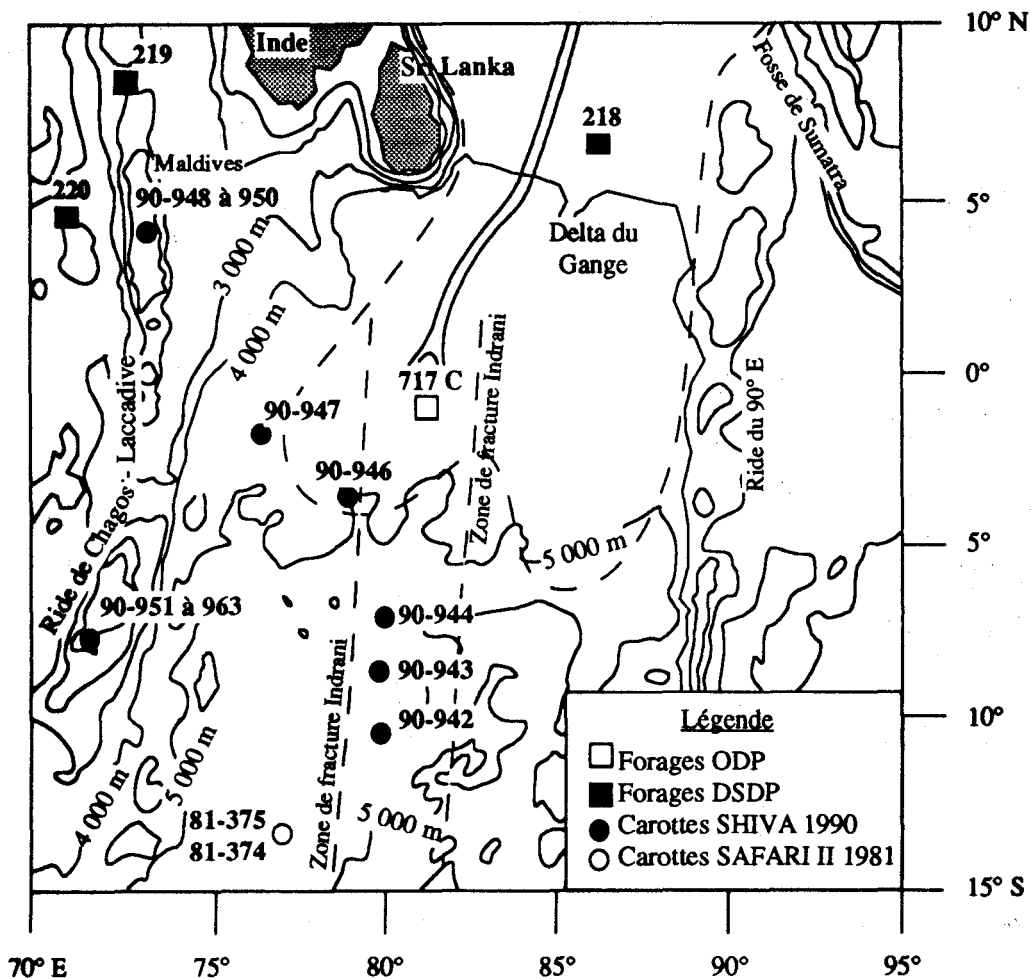 10° N
219
Inde
Sri Lanka
Fosse de Sumatra
218
Maldives
220
90-948 à 950
5°
Delta du
Gange
3 000 m
4 000 m
0°
717 C
Zone de fracture Indrani
Ride du 90° E
90-947
90-946
Ride de Chagos - Laccadive
5 000 m
5°
90-951 à 963
90-944
90-943
90-942
Zone de fracture Indrani
10°
Légende
Forages ODP
Forages DSDP
Carottes SHIVA 1990
Carottes SAFARI II 1981
4 000 m
5 000 m
5 000 m
81-375
81-374
15° S
70° E
75°
80°
85°
90°
95°